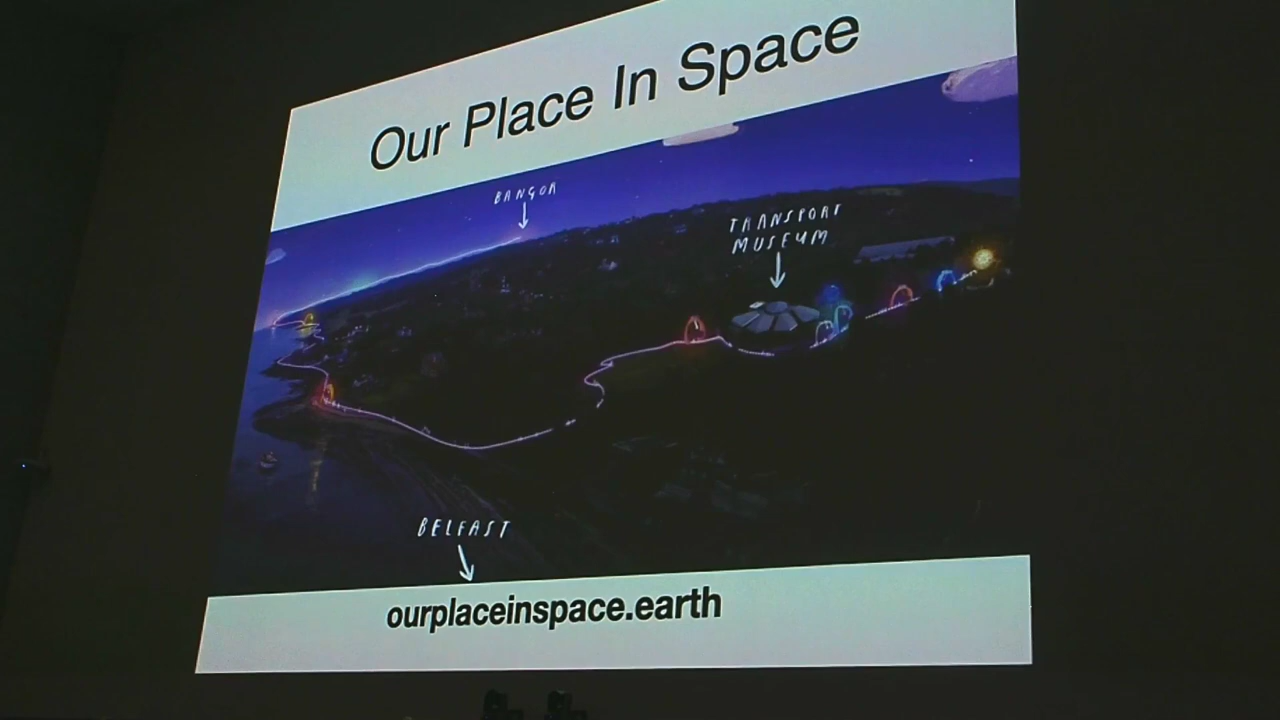 Our Place In Space
BANGOR
TRANSPORT
MUSEUM
BELFAST
ourplaceinspace.earth